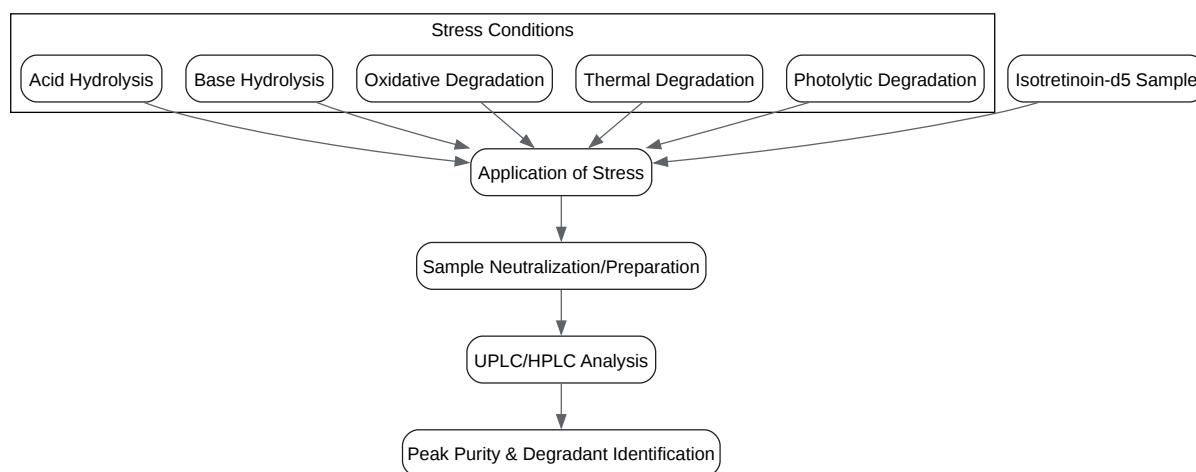 Stress Conditions
Acid Hydrolysis
Base Hydrolysis
Oxidative Degradation
Thermal Degradation
Photolytic Degradation
Isotretinoin-d5 Sample
Application of Stress
Sample Neutralization/Preparation
UPLC/HPLC Analysis
Peak Purity & Degradant Identification